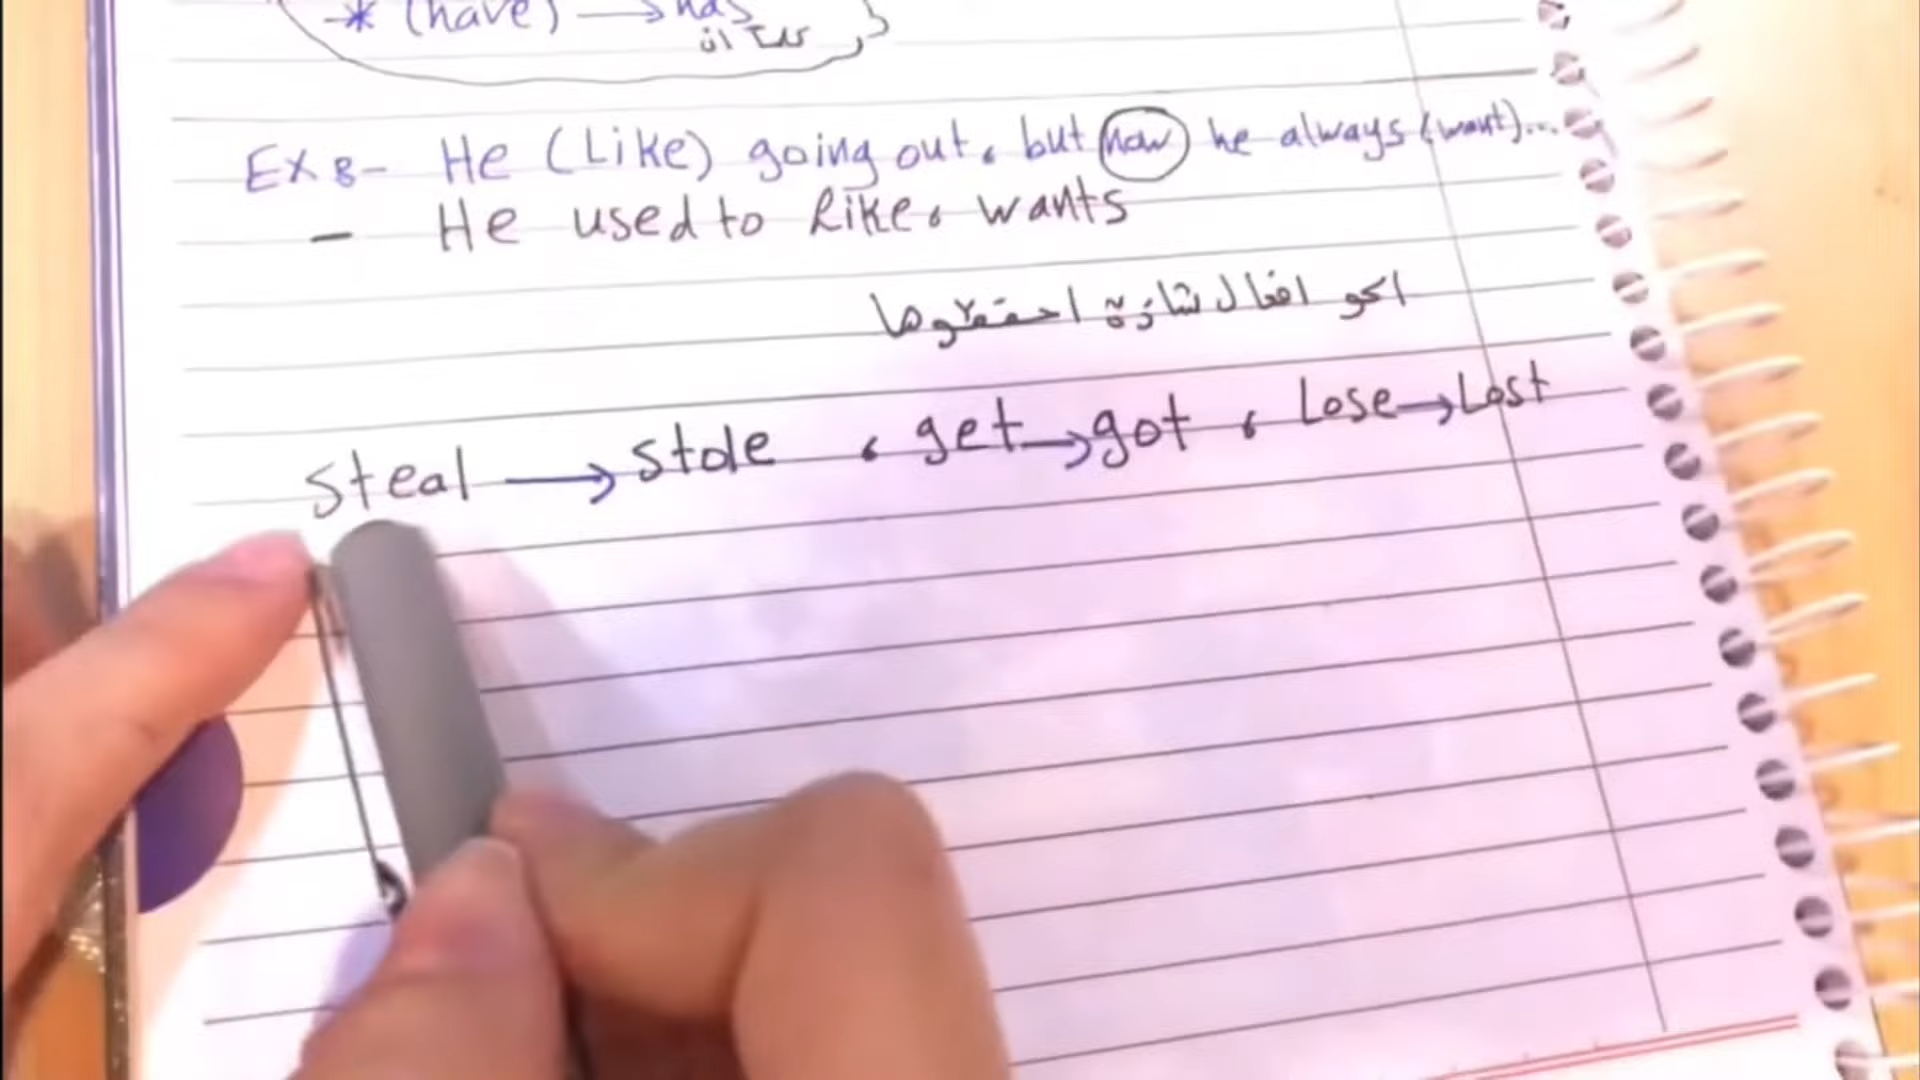 * (have) → has
Ex 8- He (Like) going out, but now he always (want)...
- He used to like, wants
اكو افعال شاذة احفظوها
steal → stole ، get → got ، Lose → Lost